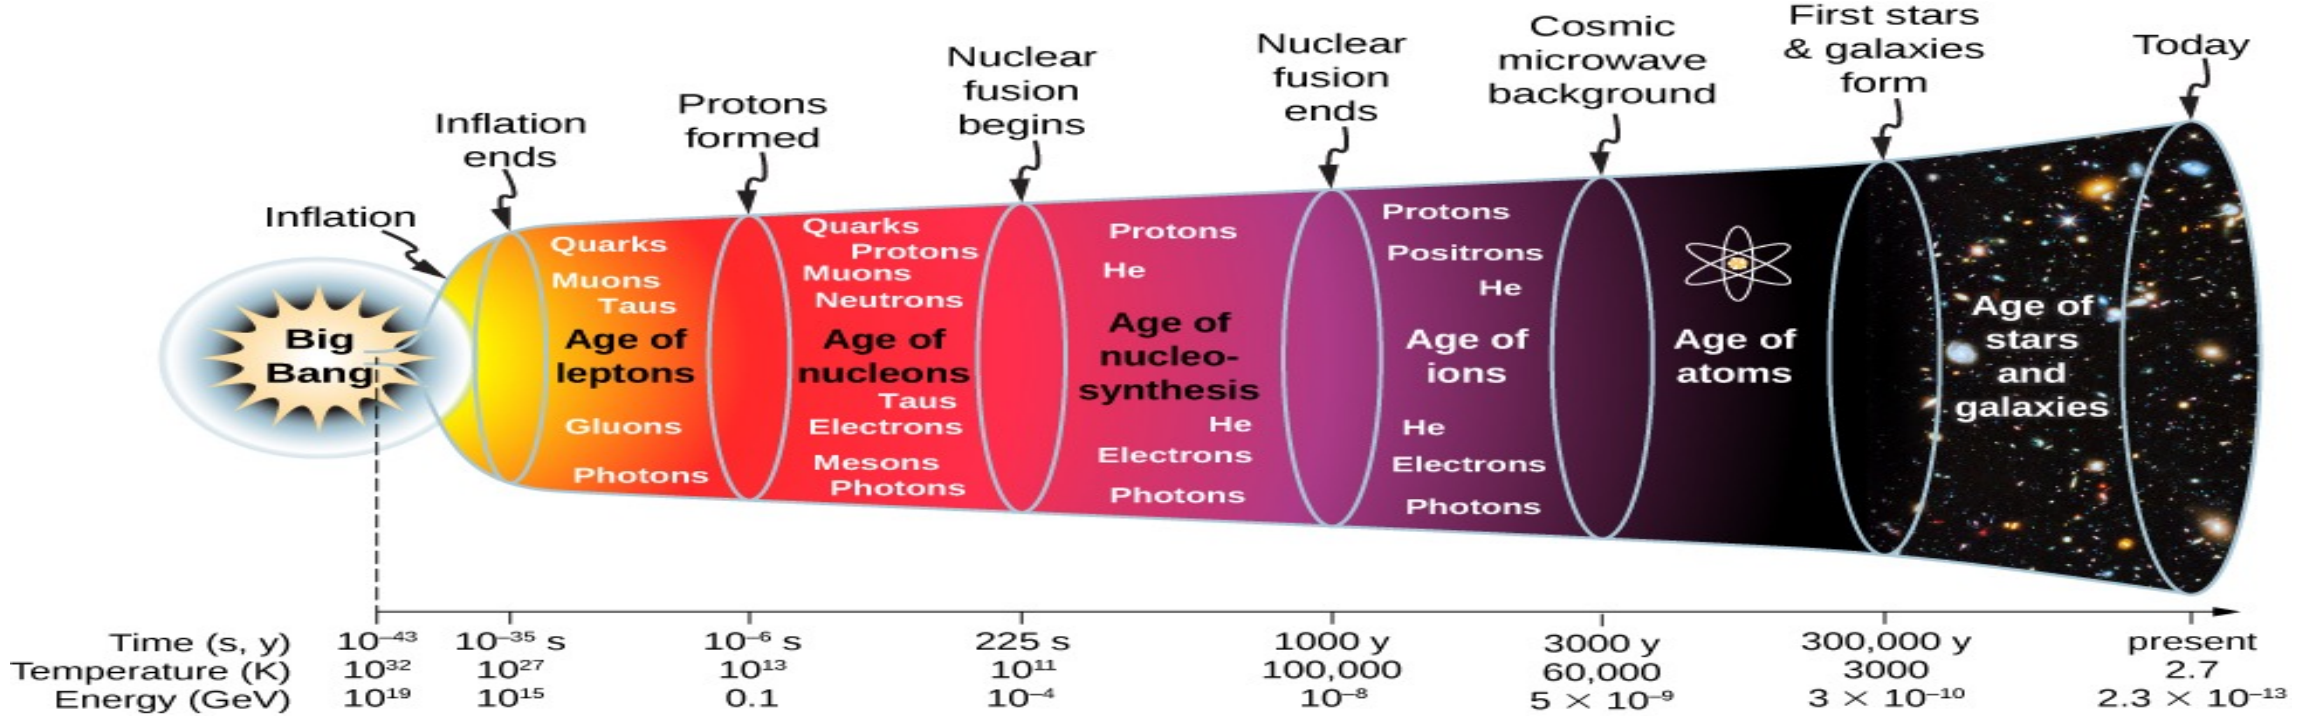 Inflation
Inflation
ends
Protons
formed
Nuclear
fusion
begins
Nuclear
fusion
ends
Cosmic
microwave
background
First stars
& galaxies
form
Today
Big
Bang
Quarks
Muons
Taus
Age of
leptons
Gluons
Photons
Quarks
Protons
Muons
Neutrons
Age of
nucleons
Taus
Electrons
Mesons
Photons
Protons
He
Age of
nucleo-
synthesis
He
Electrons
Photons
Protons
Positrons
He
Age of
ions
He
Electrons
Photons
Age of
atoms
Age of
stars
and
galaxies
Time (s, y) 10⁻⁴³ 10⁻³⁵ s 10⁻⁶ s 225 s 1000 y 3000 y 300,000 y present
Temperature (K) 10³² 10²⁷ 10¹³ 10¹¹ 100,000 60,000 3000 2.7
Energy (GeV) 10¹⁹ 10¹⁵ 0.1 10⁻⁴ 10⁻⁸ 5 × 10⁻⁹ 3 × 10⁻¹⁰ 2.3 × 10⁻¹³